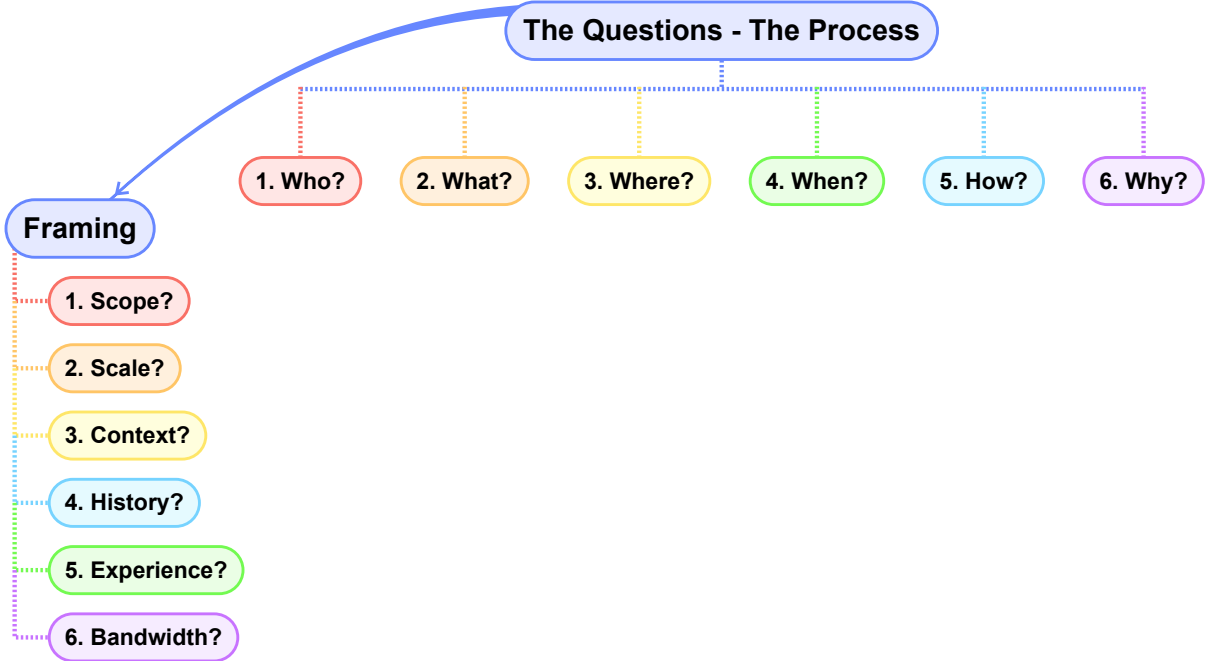 The Questions - The Process
1. Who?
2. What?
3. Where?
4. When?
5. How?
6. Why?
Framing
1. Scope?
2. Scale?
3. Context?
4. History?
5. Experience?
6. Bandwidth?